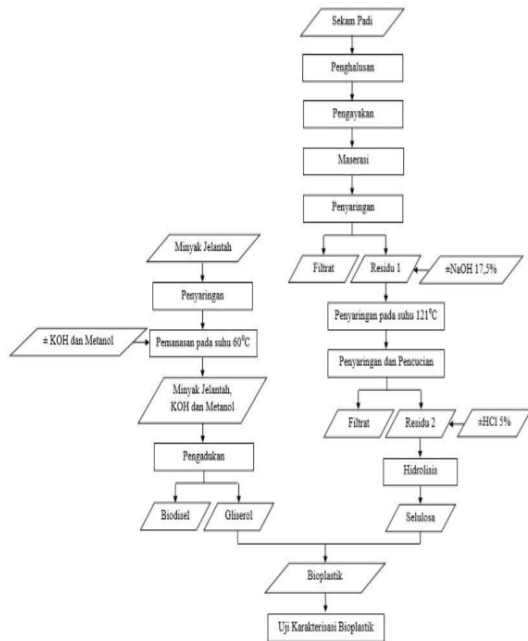 Sekam Padi
Penghalusan
Pengayakan
Maserasi
Penyaringan
Filtrat
Residu 1
±NaOH 17,5%
Penyaringan pada suhu 121⁰C
Penyaringan dan Pencucian
Filtrat
Residu 2
±HCl 5%
Hidrolisis
Selulosa
Minyak Jelantah
Penyaringan
± KOH dan Metanol
Pemanasan pada suhu 60⁰C
Minyak Jelantah,
KOH dan Metanol
Pengadukan
Biodisel
Gliserol
Bioplastik
Uji Karakterisasi Bioplastik